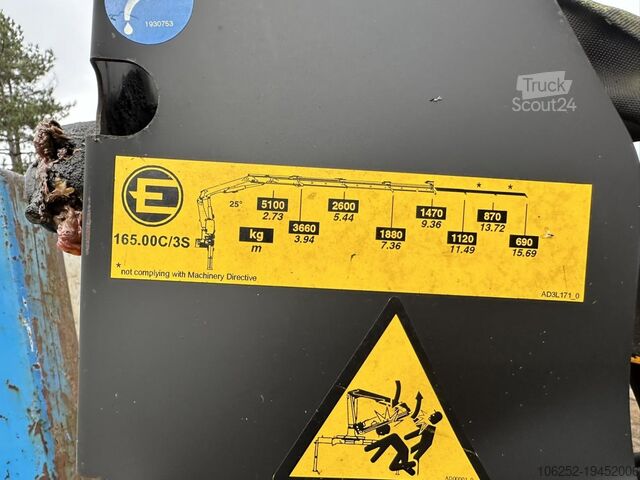 1930753
Truck
Scout24
E
25°
5100 2600 1470 870
2.73 5.44 9.36 13.72
165.00C/3S kg 3660 1880 1120 690
m 3.94 7.36 11.49 15.69
* *
* not complying with Machinery Directive
AD3L171_0
106252-19452006